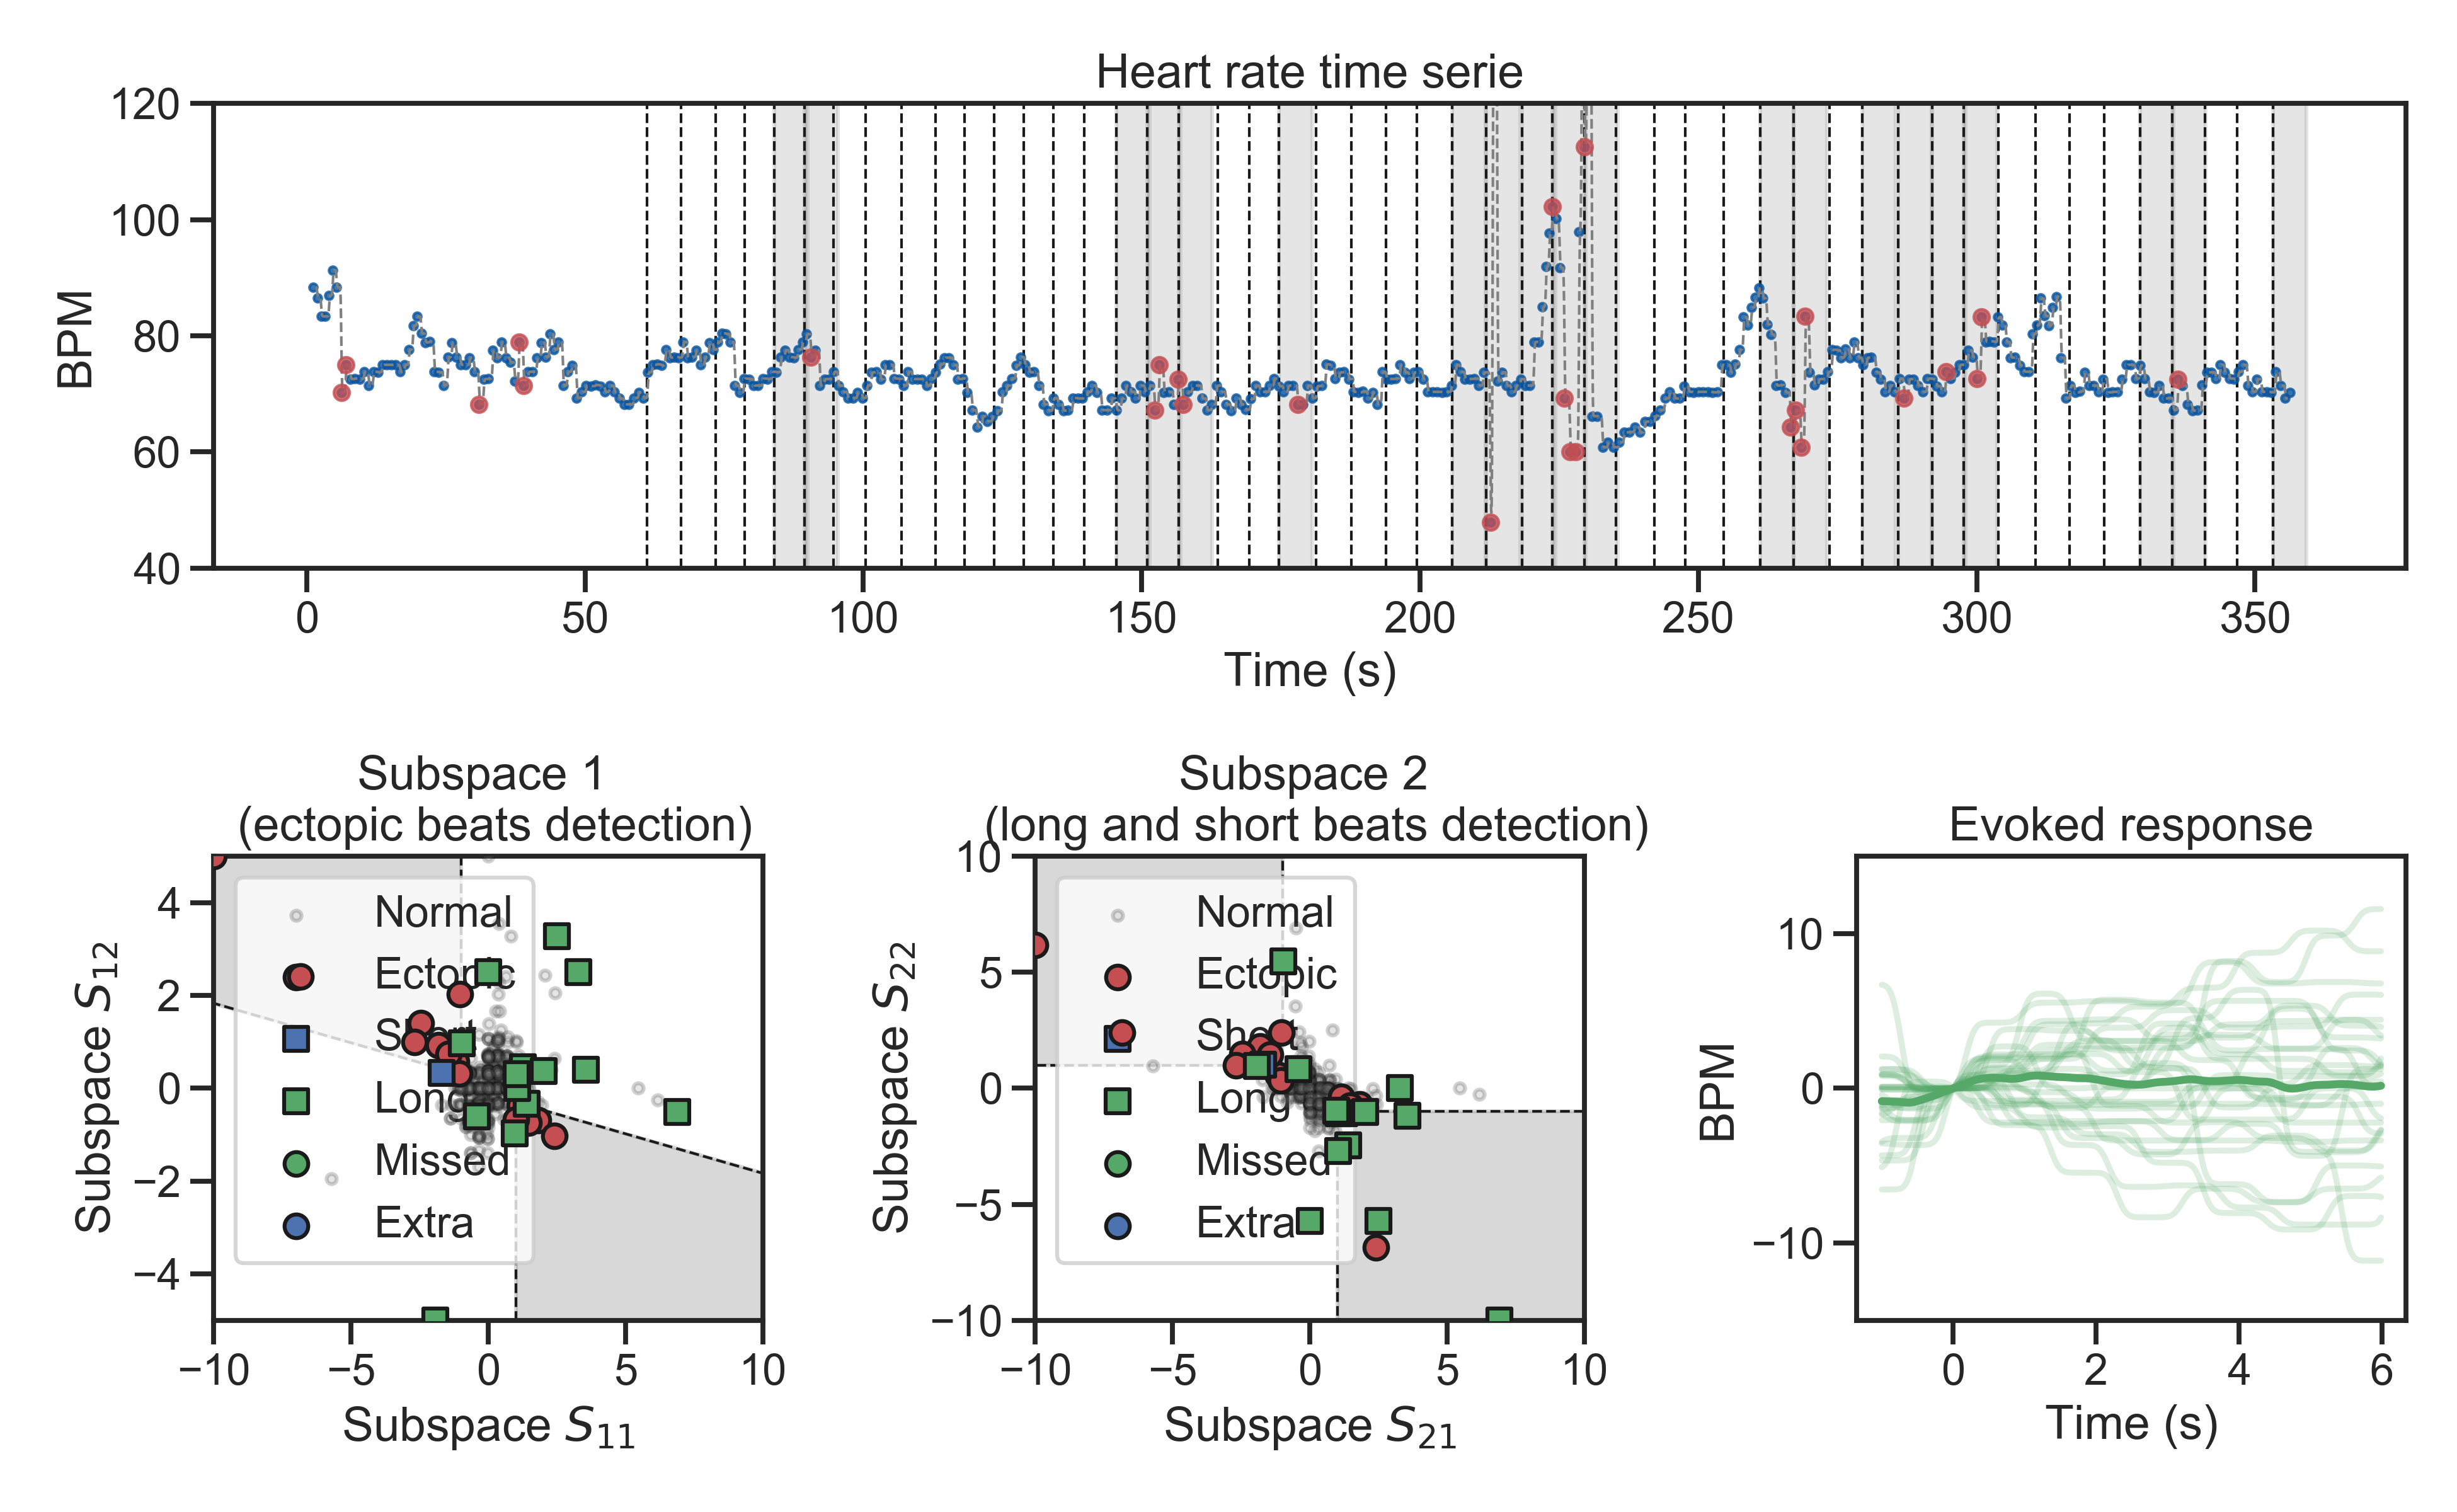 Heart rate time serie
120
100
80
60
40
BPM
0 50 100 150 200 250 300 350
Time (s)
Subspace 1
(ectopic beats detection)
4
2
0
−2
−4
Subspace S12
Normal
Ectopic
Short
Long
Missed
Extra
−10 −5 0 5 10
Subspace S11
Subspace 2
(long and short beats detection)
10
5
0
−5
−10
Subspace S22
Normal
Ectopic
Short
Long
Missed
Extra
−10 −5 0 5 10
Subspace S21
Evoked response
10
0
−10
BPM
0 2 4 6
Time (s)